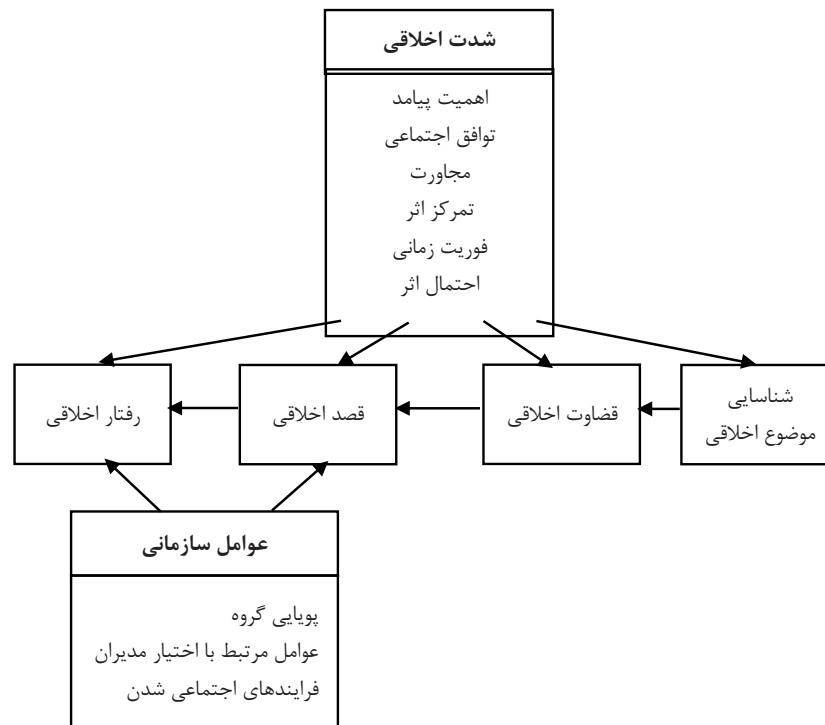 شدت اخلاقی
اهمیت پیامد
توافق اجتماعی
مجاورت
تمرکز اثر
فوریت زمانی
احتمال اثر
شناسایی
موضوع اخلاقی
قضاوت اخلاقی
قصد اخلاقی
رفتار اخلاقی
عوامل سازمانی
پویایی گروه
عوامل مرتبط با اختیار مدیران
فرایندهای اجتماعی شدن